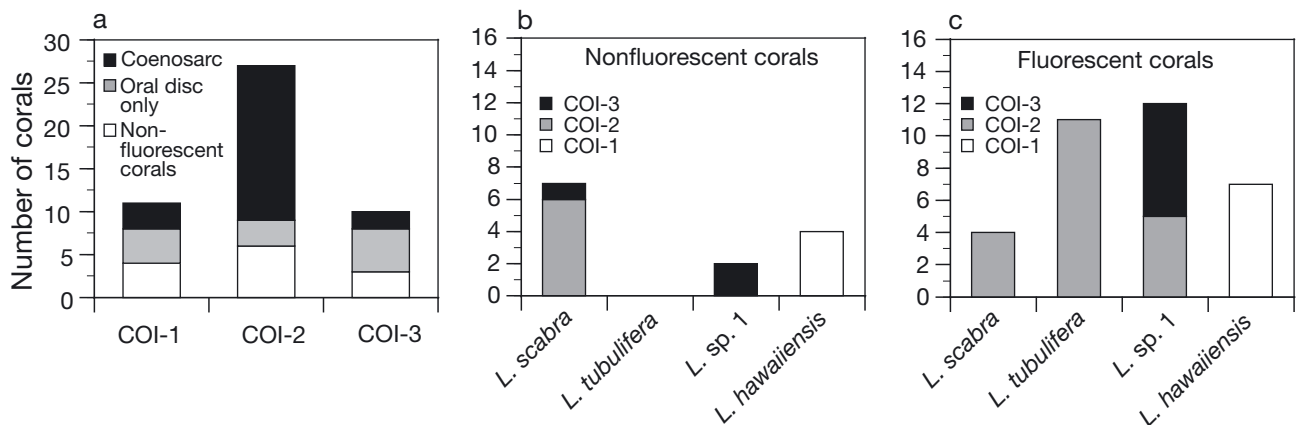 a
Number of corals
30
25
20
15
10
5
0
Coenosarc
Oral disc
only
Non-
fluorescent
corals
COI-1 COI-2 COI-3
b
16
14
12
10
8
6
4
2
0
Nonfluorescent corals
COI-3
COI-2
COI-1
L. scabra
L. tubulifera
L. sp. 1
L. hawaiiensis
c
16
14
12
10
8
6
4
2
0
Fluorescent corals
COI-3
COI-2
COI-1
L. scabra
L. tubulifera
L. sp. 1
L. hawaiiensis